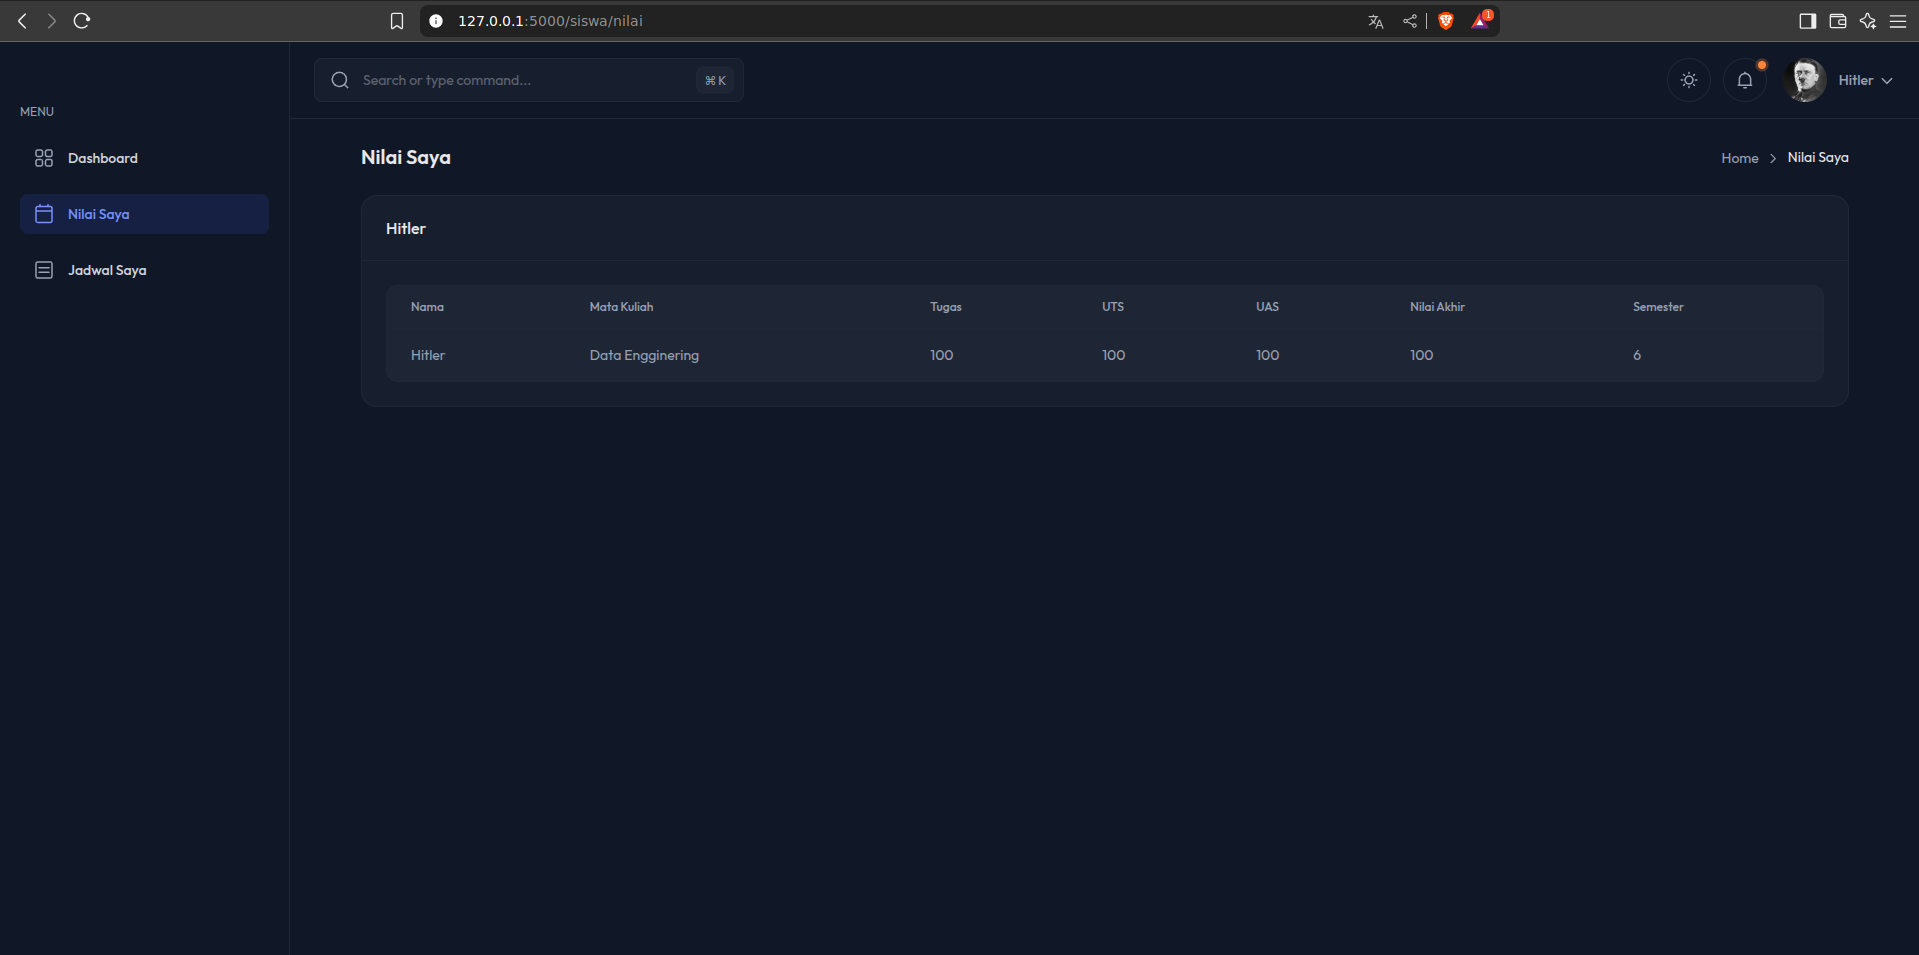 127.0.0.1:5000/siswa/nilai
1
Search or type command...
⌘ K
Hitler
MENU
Dashboard
Nilai Saya
Jadwal Saya
Nilai Saya
Home > Nilai Saya
Hitler
Nama Mata Kuliah Tugas UTS UAS Nilai Akhir Semester
Hitler Data Engginering 100 100 100 100 6